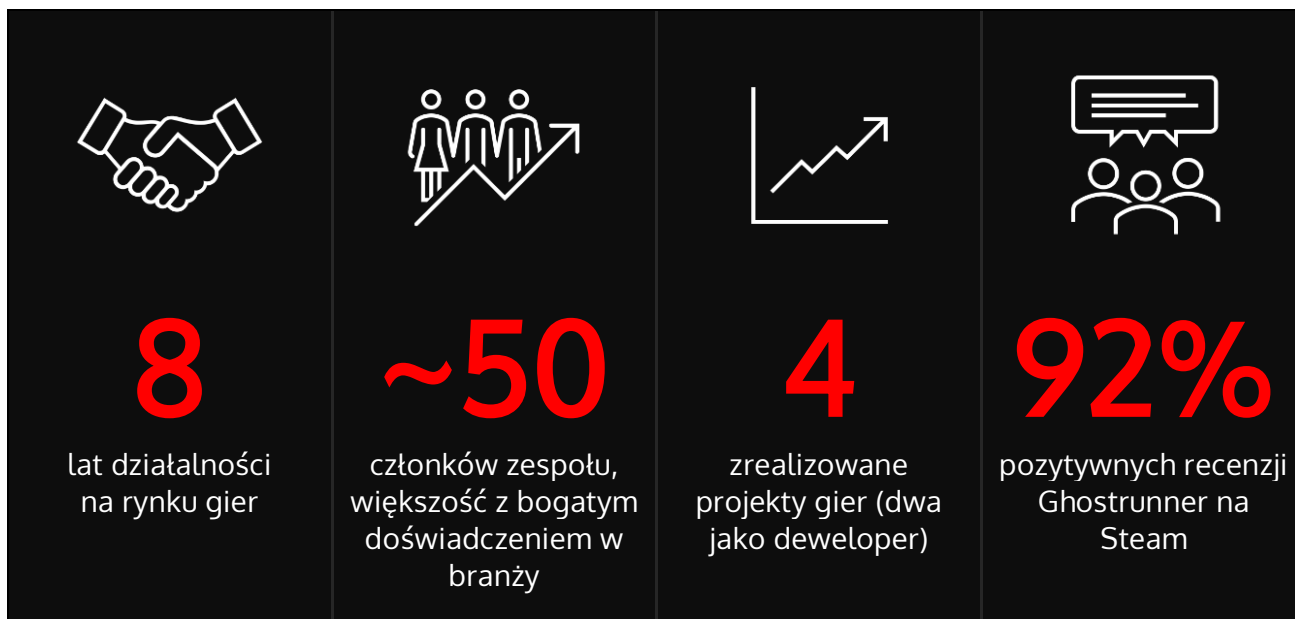 8
lat działalności
na rynku gier
~50
członków zespołu,
większość z bogatym
doświadczeniem w
branży
4
zrealizowane
projekty gier (dwa
jako deweloper)
92%
pozytywnych recenzji
Ghostrunner na
Steam